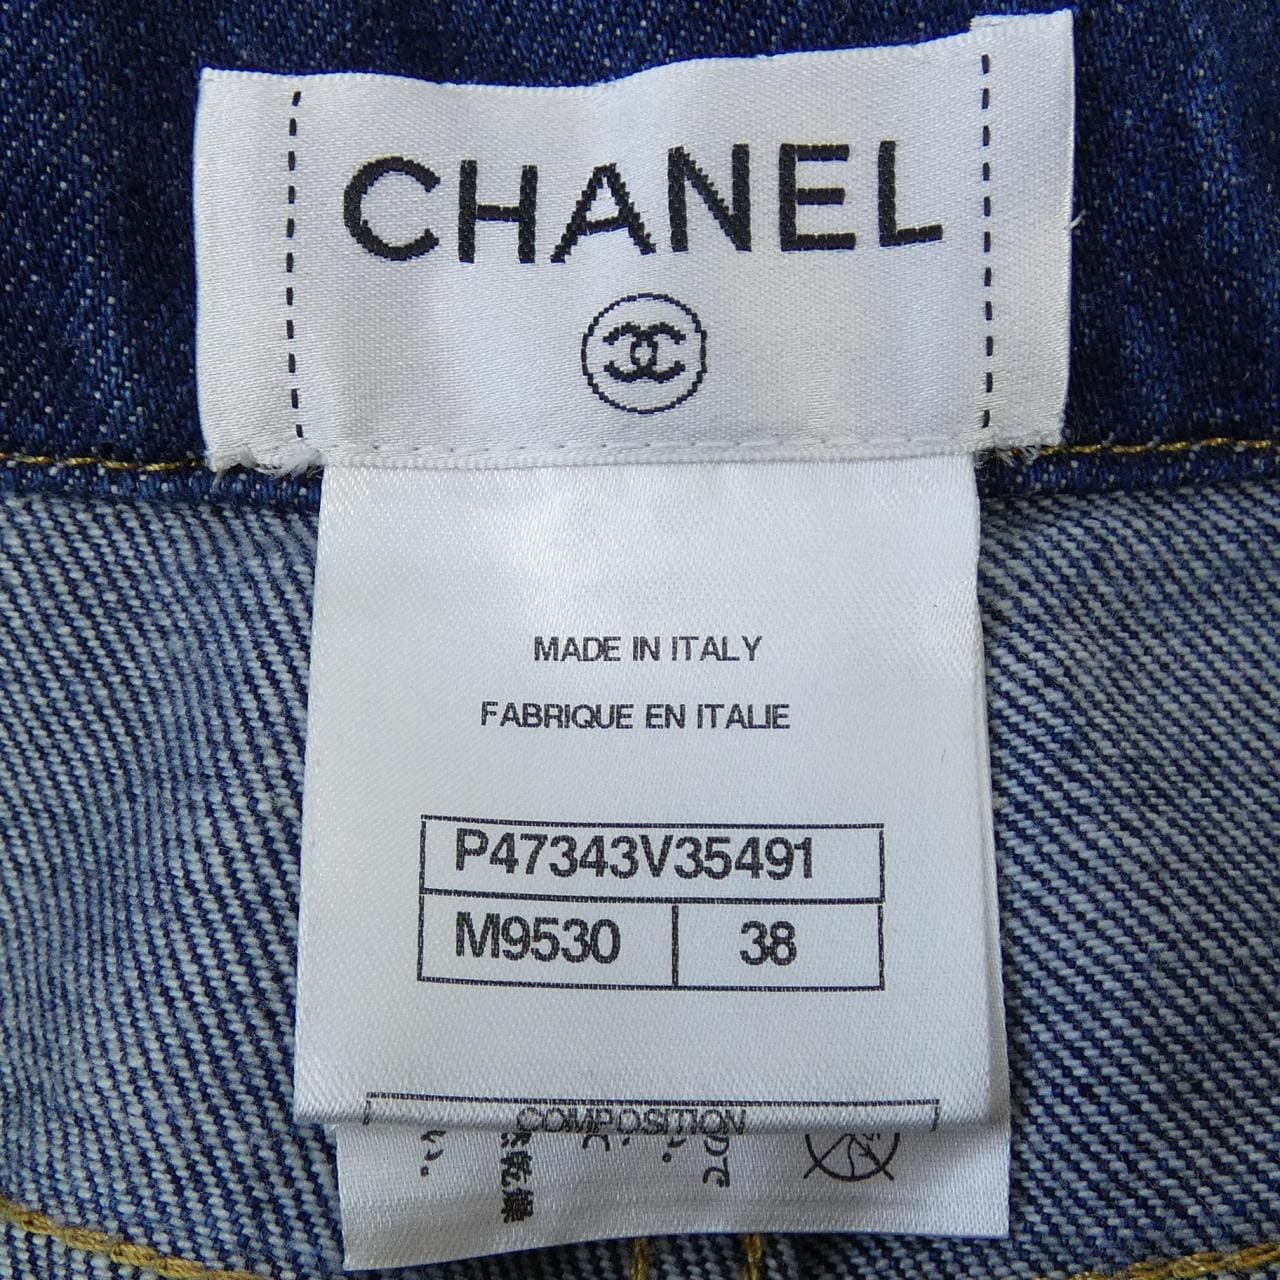 CHANEL
MADE IN ITALY
FABRIQUE EN ITALIE
P47343V35491
M9530 38
COMPOSITION